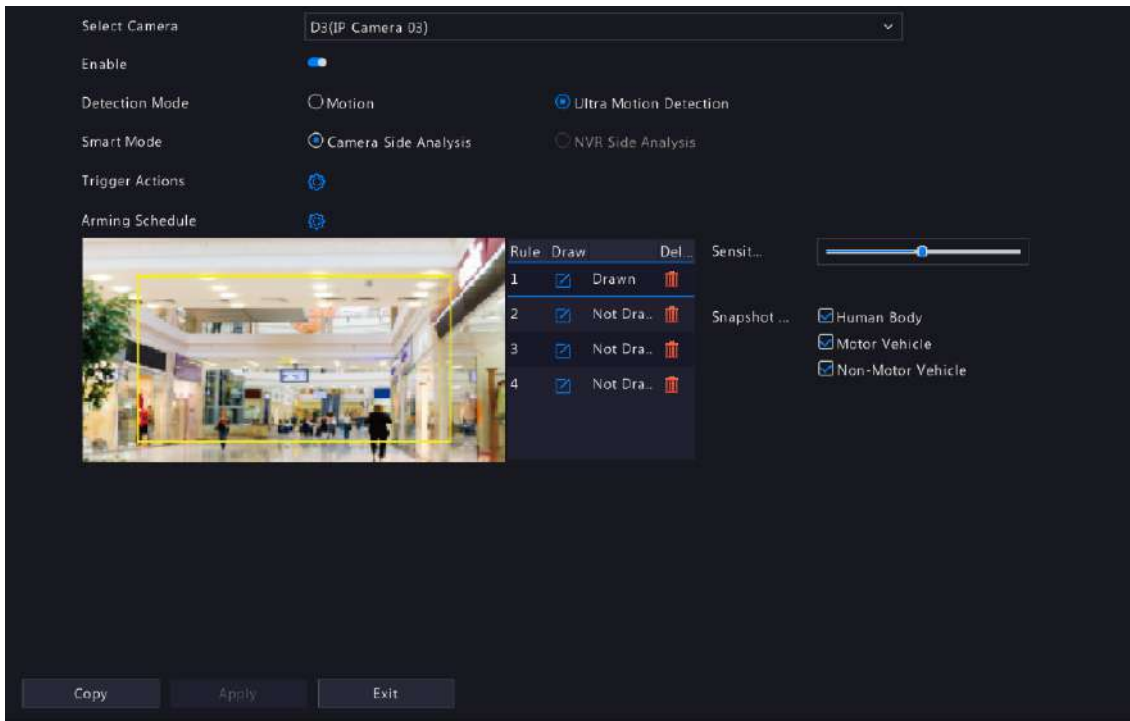 Select Camera D3(IP Camera 03)
Enable
Detection Mode Motion Ultra Motion Detection
Smart Mode Camera Side Analysis NVR Side Analysis
Trigger Actions
Arming Schedule
Rule Draw Del... Sensit...
1 Drawn
2 Not Dra.. Snapshot ... Human Body
Motor Vehicle
3 Not Dra..
Non-Motor Vehicle
4 Not Dra..
Copy Apply Exit